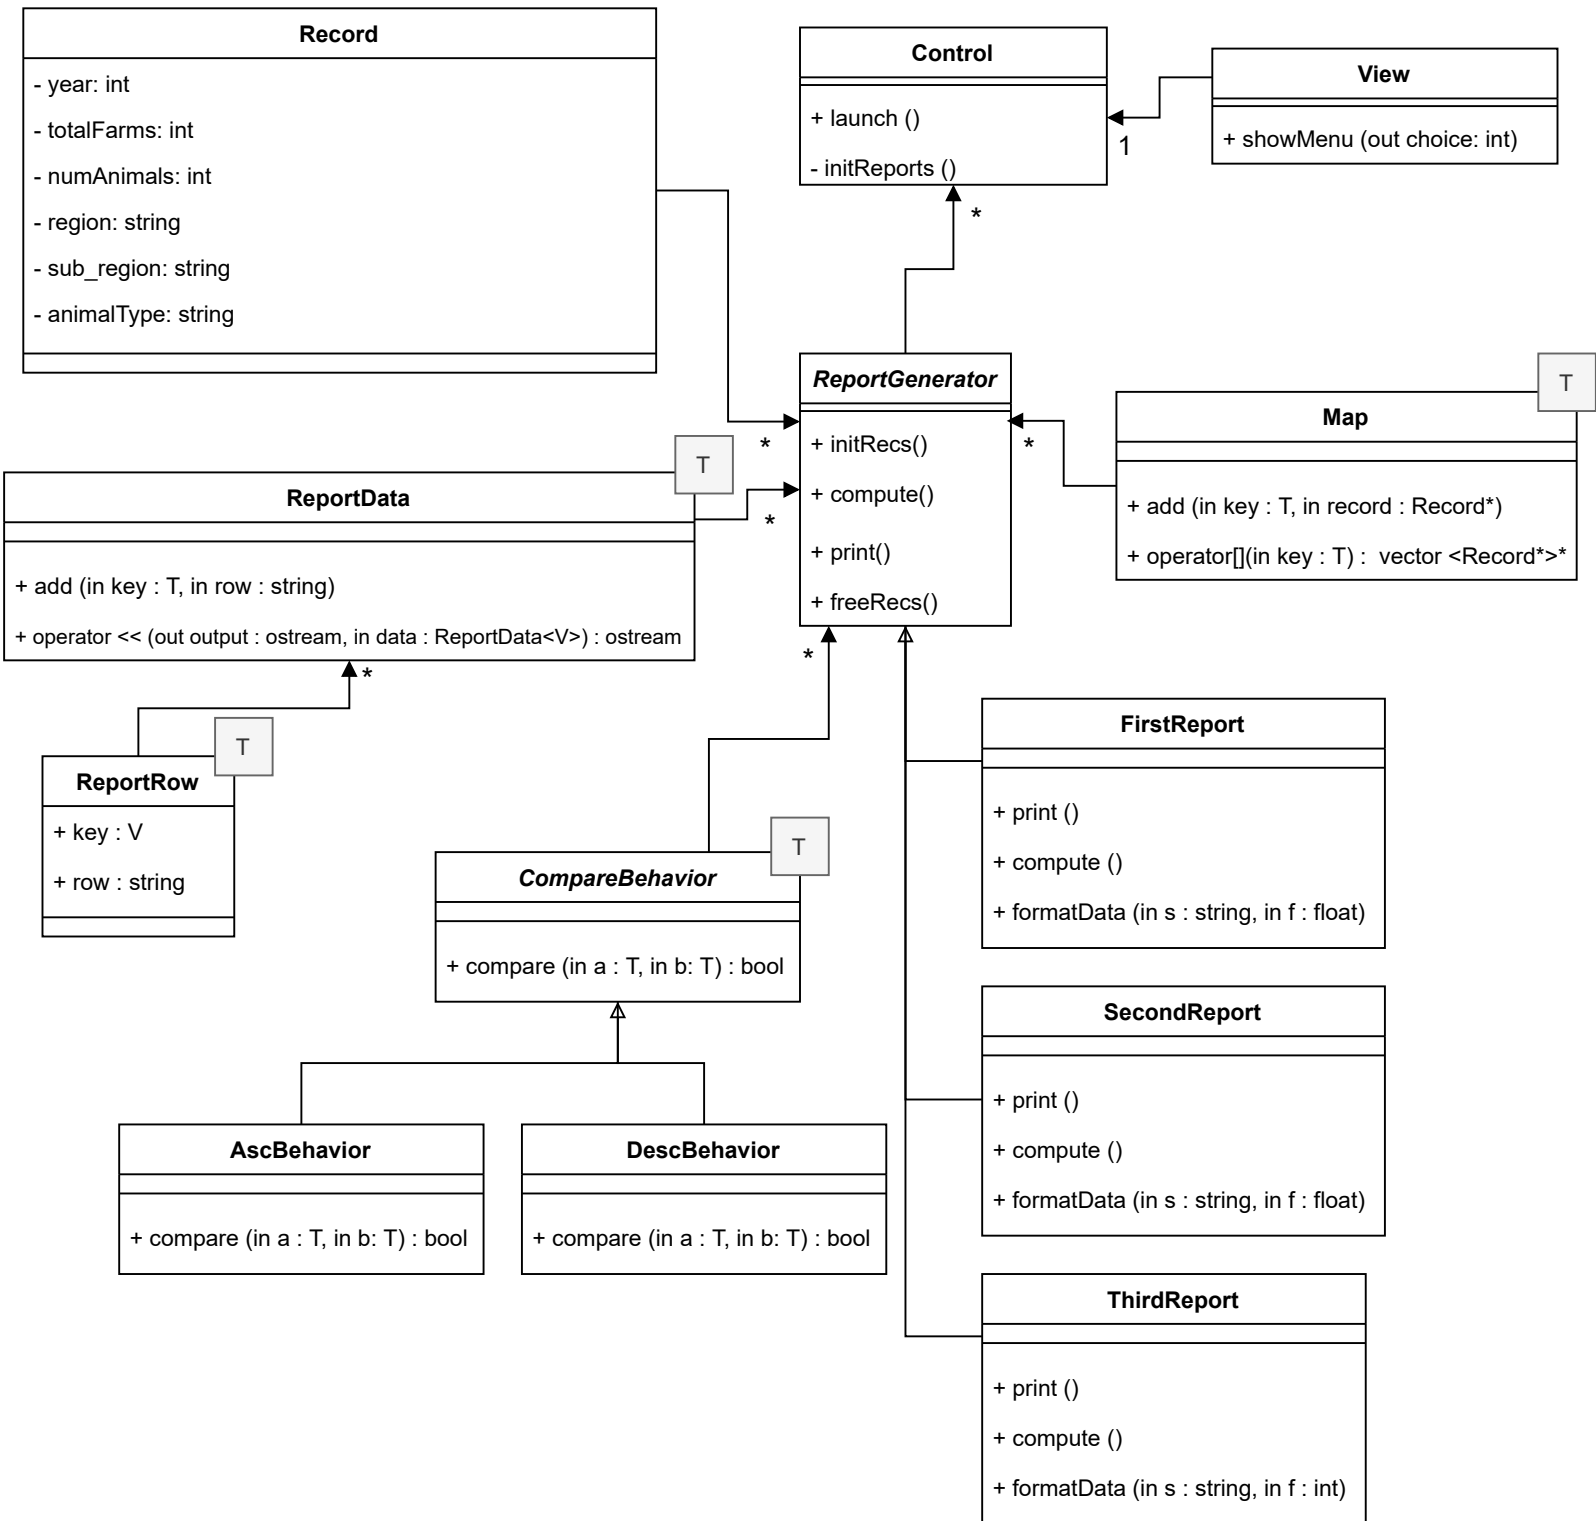 Record
- year: int
- totalFarms: int
- numAnimals: int
- region: string
- sub_region: string
- animalType: string
Control
+ launch ()
- initReports ()
View
+ showMenu (out choice: int)
1
*
ReportGenerator
+ initRecs()
+ compute()
+ print()
+ freeRecs()
*
*
*
*
T
Map
+ add (in key : T, in record : Record*)
+ operator[](in key : T) :  vector <Record*>*
T
ReportData
+ add (in key : T, in row : string)
+ operator << (out output : ostream, in data : ReportData<V>) : ostream
*
T
ReportRow
+ key : V
+ row : string
T
CompareBehavior
+ compare (in a : T, in b: T) : bool
AscBehavior
+ compare (in a : T, in b: T) : bool
DescBehavior
+ compare (in a : T, in b: T) : bool
FirstReport
+ print ()
+ compute ()
+ formatData (in s : string, in f : float)
SecondReport
+ print ()
+ compute ()
+ formatData (in s : string, in f : float)
ThirdReport
+ print ()
+ compute ()
+ formatData (in s : string, in f : int)